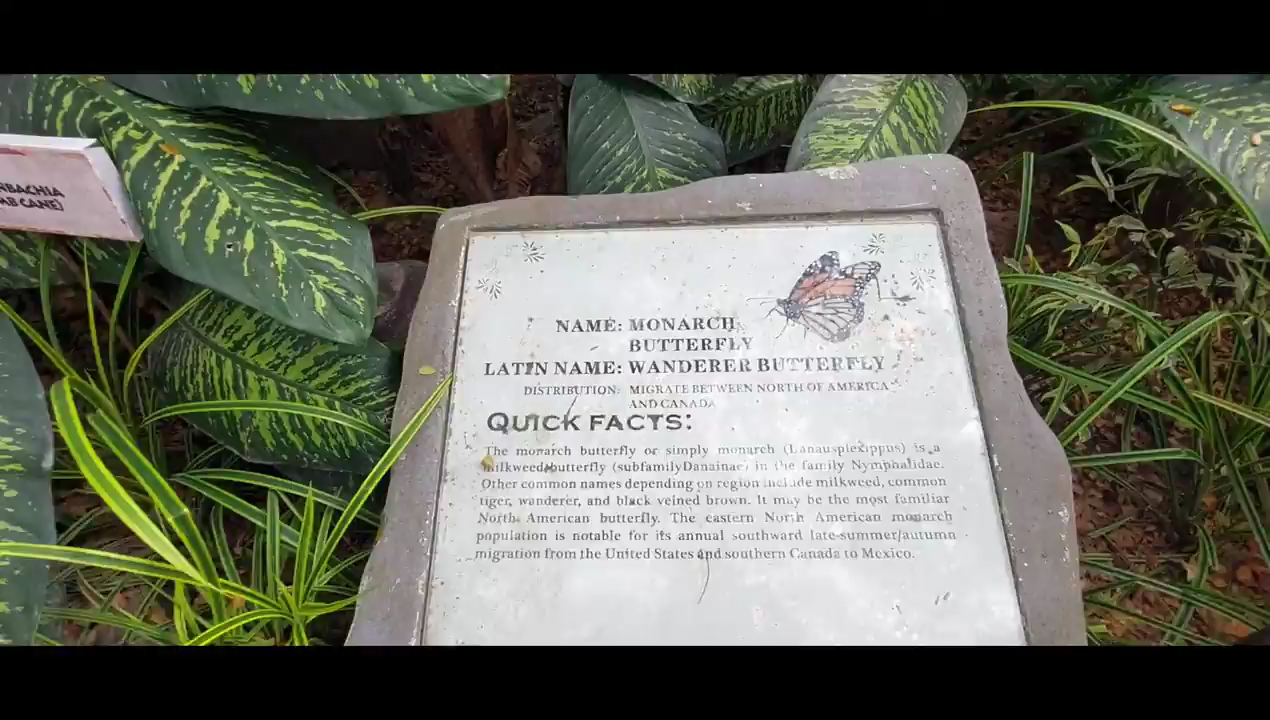 NBACHIA
MB CANE)
NAME: MONARCH
BUTTERFLY
LATIN NAME: WANDERER BUTTERFLY
DISTRIBUTION: MIGRATE BETWEEN NORTH OF AMERICA
AND CANADA
QUICK FACTS:
The monarch butterfly or simply monarch (Lanausplexippus) is a
milkweed butterfly (subfamilyDanainae) in the family Nymphalidae.
Other common names depending on region include milkweed, common
tiger, wanderer, and black veined brown. It may be the most familiar
North American butterfly. The eastern North American monarch
population is notable for its annual southward late-summer/autumn
migration from the United States and southern Canada to Mexico.